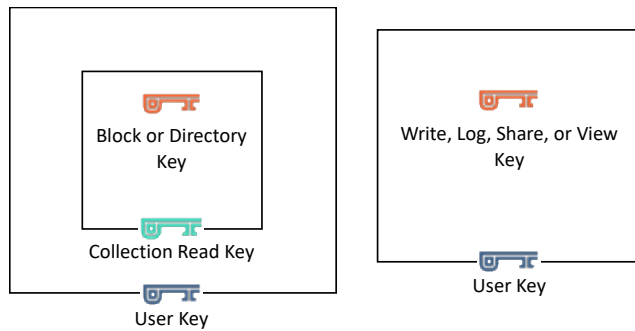 Block or Directory
Key
Collection Read Key
User Key
Write, Log, Share, or View
Key
User Key